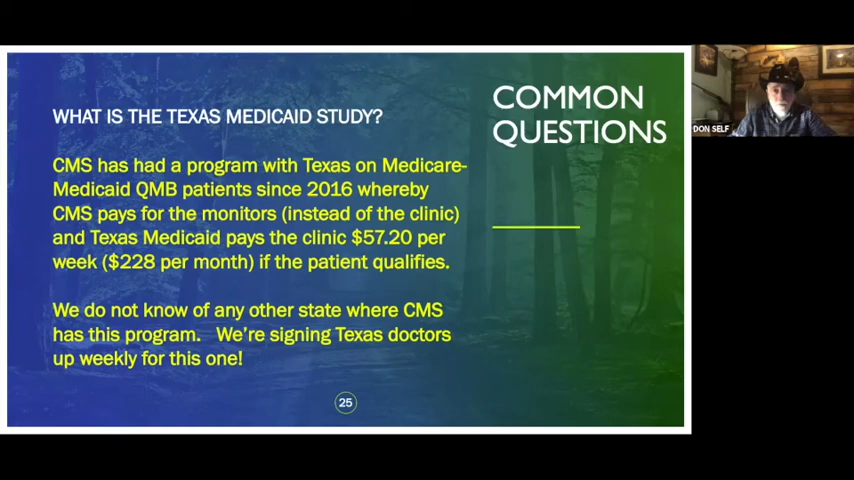 COMMON
QUESTIONS
WHAT IS THE TEXAS MEDICAID STUDY?
CMS has had a program with Texas on Medicare-
Medicaid QMB patients since 2016 whereby
CMS pays for the monitors (instead of the clinic)
and Texas Medicaid pays the clinic $57.20 per
week ($228 per month) if the patient qualifies.
We do not know of any other state where CMS
has this program. We're signing Texas doctors
up weekly for this one!
25
DON SELF